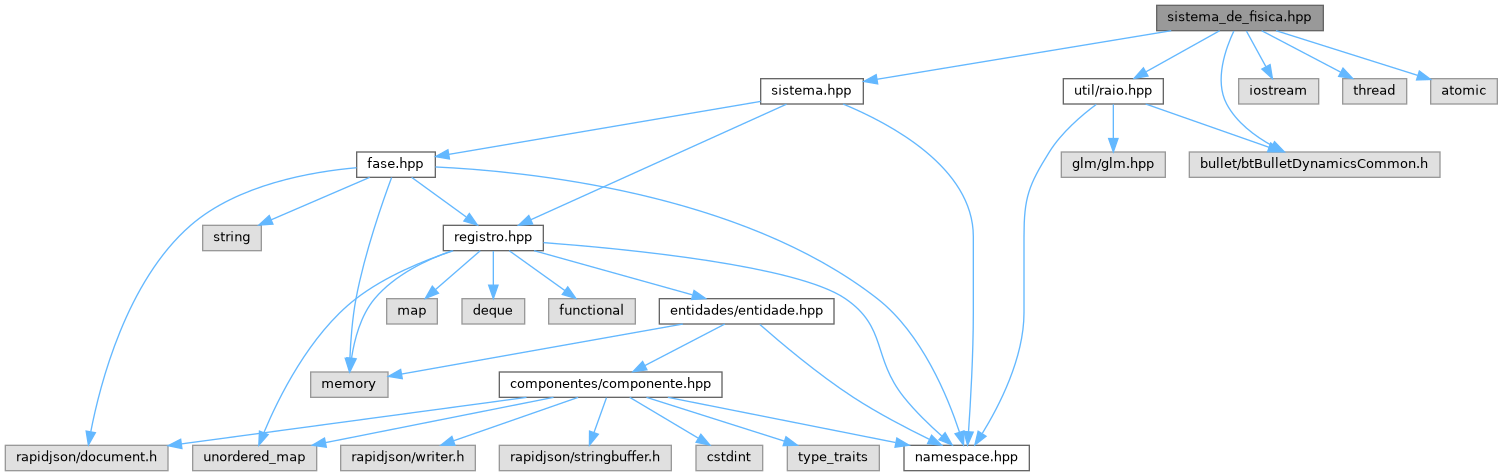 sistema_de_fisica.hpp
sistema.hpp
util/raio.hpp
iostream
thread
atomic
fase.hpp
glm/glm.hpp
bullet/btBulletDynamicsCommon.h
string
registro.hpp
map
deque
functional
entidades/entidade.hpp
memory
componentes/componente.hpp
rapidjson/document.h
unordered_map
rapidjson/writer.h
rapidjson/stringbuffer.h
cstdint
type_traits
namespace.hpp